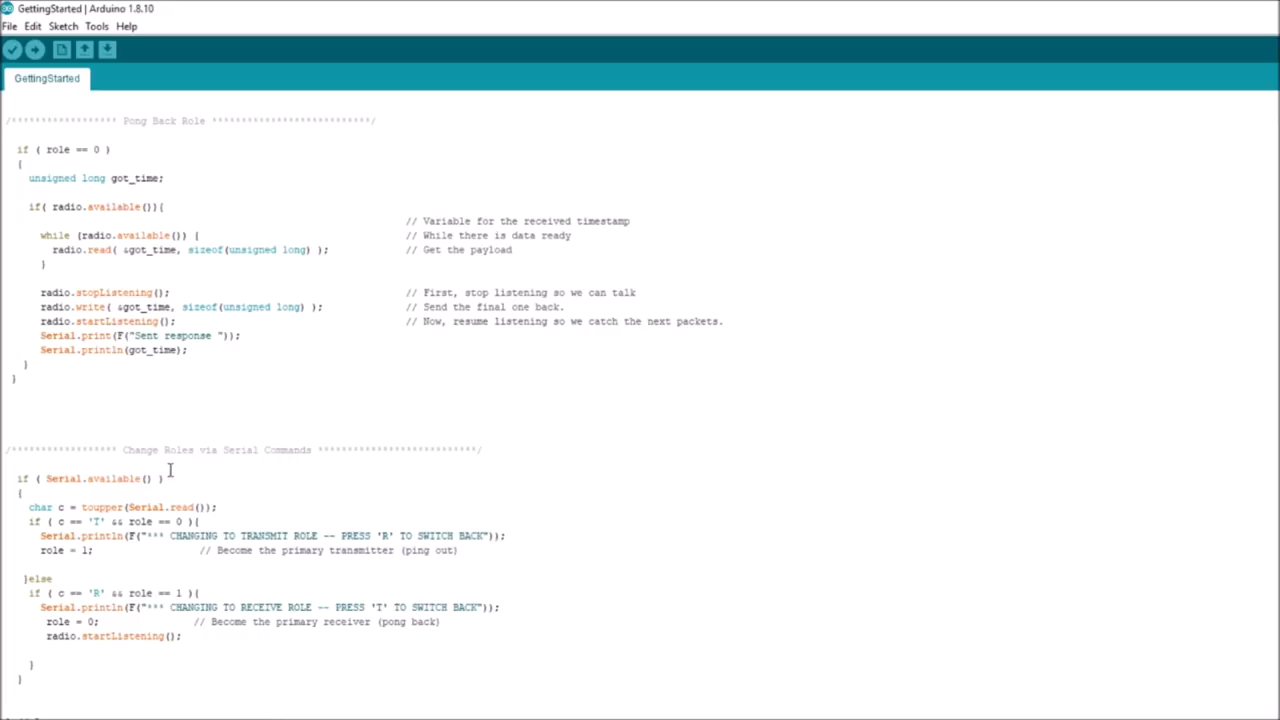 GettingStarted | Arduino 1.8.10
File Edit Sketch Tools Help
GettingStarted
/****************** Pong Back Role ***************************/
if ( role == 0 )
{
unsigned long got_time;
if( radio.available()){
// Variable for the received timestamp
while (radio.available()) { // While there is data ready
radio.read( &got_time, sizeof(unsigned long) ); // Get the payload
}
radio.stopListening(); // First, stop listening so we can talk
radio.write( &got_time, sizeof(unsigned long) ); // Send the final one back.
radio.startListening(); // Now, resume listening so we catch the next packets.
Serial.print(F("Sent response "));
Serial.println(got_time);
}
}
/****************** Change Roles via Serial Commands ***************************/
if ( Serial.available() )
{
char c = toupper(Serial.read());
if ( c == 'T' && role == 0 ){
Serial.println(F("*** CHANGING TO TRANSMIT ROLE -- PRESS 'R' TO SWITCH BACK"));
role = 1; // Become the primary transmitter (ping out)
}else
if ( c == 'R' && role == 1 ){
Serial.println(F("*** CHANGING TO RECEIVE ROLE -- PRESS 'T' TO SWITCH BACK"));
role = 0; // Become the primary receiver (pong back)
radio.startListening();
}
}